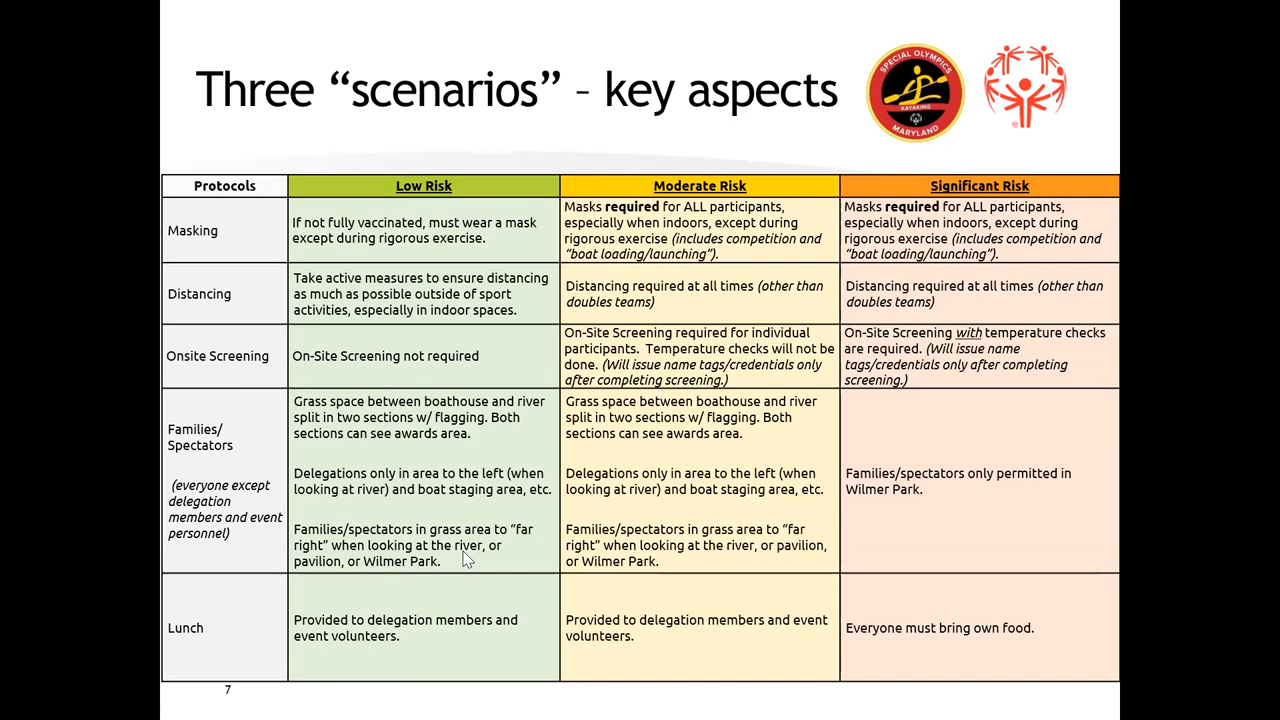 Three “scenarios” – key aspects
SPECIAL OLYMPICS
KAYAKING
MARYLAND
®
Protocols
Low Risk
Moderate Risk
Significant Risk
Masking
If not fully vaccinated, must wear a mask
except during rigorous exercise.
Masks required for ALL participants,
especially when indoors, except during
rigorous exercise (includes competition and
“boat loading/launching”).
Masks required for ALL participants,
especially when indoors, except during
rigorous exercise (includes competition and
“boat loading/launching”).
Distancing
Take active measures to ensure distancing
as much as possible outside of sport
activities, especially in indoor spaces.
Distancing required at all times (other than
doubles teams)
Distancing required at all times (other than
doubles teams)
Onsite Screening
On-Site Screening not required
On-Site Screening required for individual
participants. Temperature checks will not be
done. (Will issue name tags/credentials only
after completing screening.)
On-Site Screening with temperature checks
are required. (Will issue name
tags/credentials only after completing
screening.)
Families/
Spectators
(everyone except
delegation
members and event
personnel)
Grass space between boathouse and river
split in two sections w/ flagging. Both
sections can see awards area.
Delegations only in area to the left (when
looking at river) and boat staging area, etc.
Families/spectators in grass area to “far
right” when looking at the river, or
pavilion, or Wilmer Park.
Grass space between boathouse and river
split in two sections w/ flagging. Both
sections can see awards area.
Delegations only in area to the left (when
looking at river) and boat staging area, etc.
Families/spectators in grass area to “far
right” when looking at the river, or pavilion,
or Wilmer Park.
Families/spectators only permitted in
Wilmer Park.
Lunch
Provided to delegation members and
event volunteers.
Provided to delegation members and event
volunteers.
Everyone must bring own food.
7